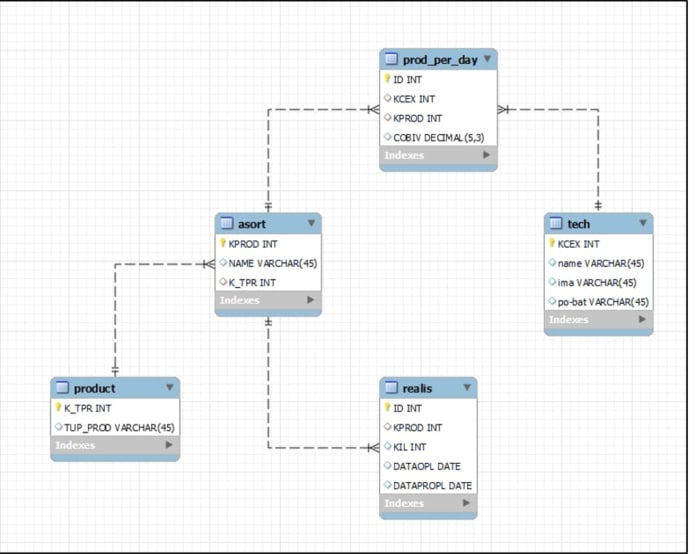 prod_per_day
ID INT
KCEX INT
KPROD INT
COBIV DECIMAL(5,3)
Indexes
asort
KPROD INT
NAME VARCHAR(45)
K_TPR INT
Indexes
tech
KCEX INT
name VARCHAR(45)
ima VARCHAR(45)
po-bat VARCHAR(45)
Indexes
product
K_TPR INT
TUP_PROD VARCHAR(45)
Indexes
realis
ID INT
KPROD INT
KIL INT
DATAOPL DATE
DATAPROPL DATE
Indexes